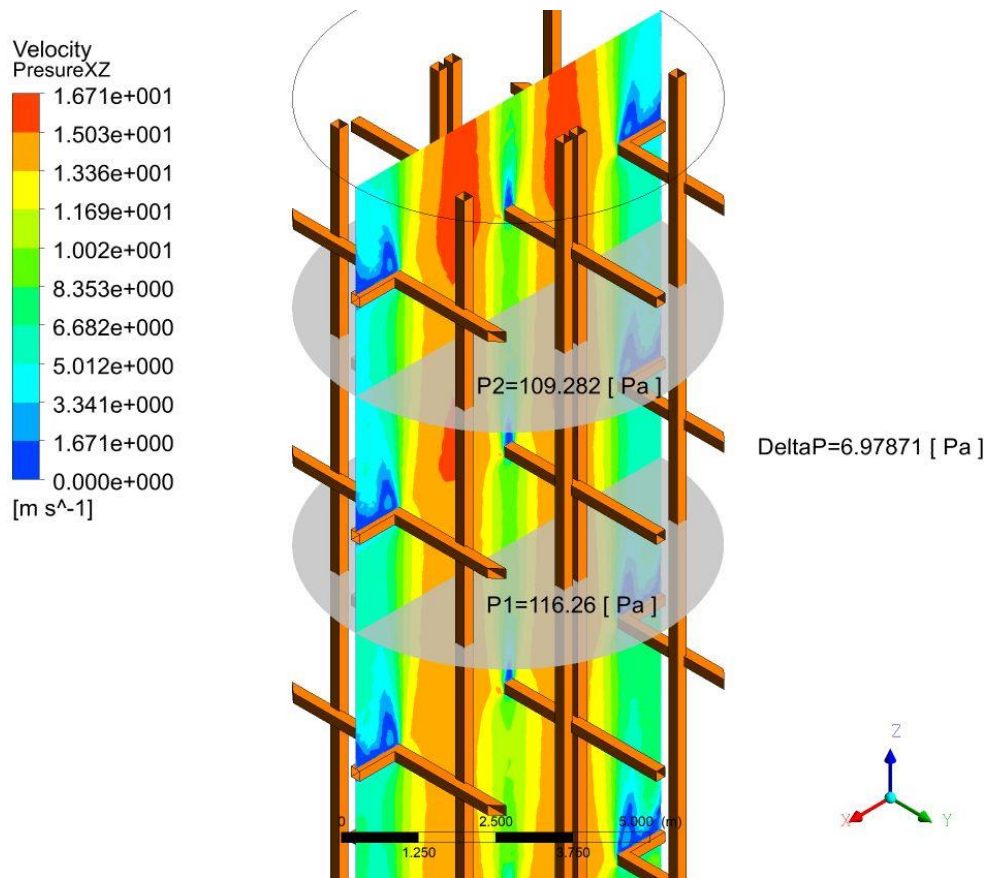 Velocity
PresureXZ
1.671e+001
1.503e+001
1.336e+001
1.169e+001
1.002e+001
8.353e+000
6.682e+000
5.012e+000
3.341e+000
1.671e+000
0.000e+000
[m s^-1]
P2=109.282 [ Pa ]
DeltaP=6.97871 [ Pa ]
P1=116.26 [ Pa ]
Z
X
Y
0 2.500 5.000 (m)
1.250 3.750